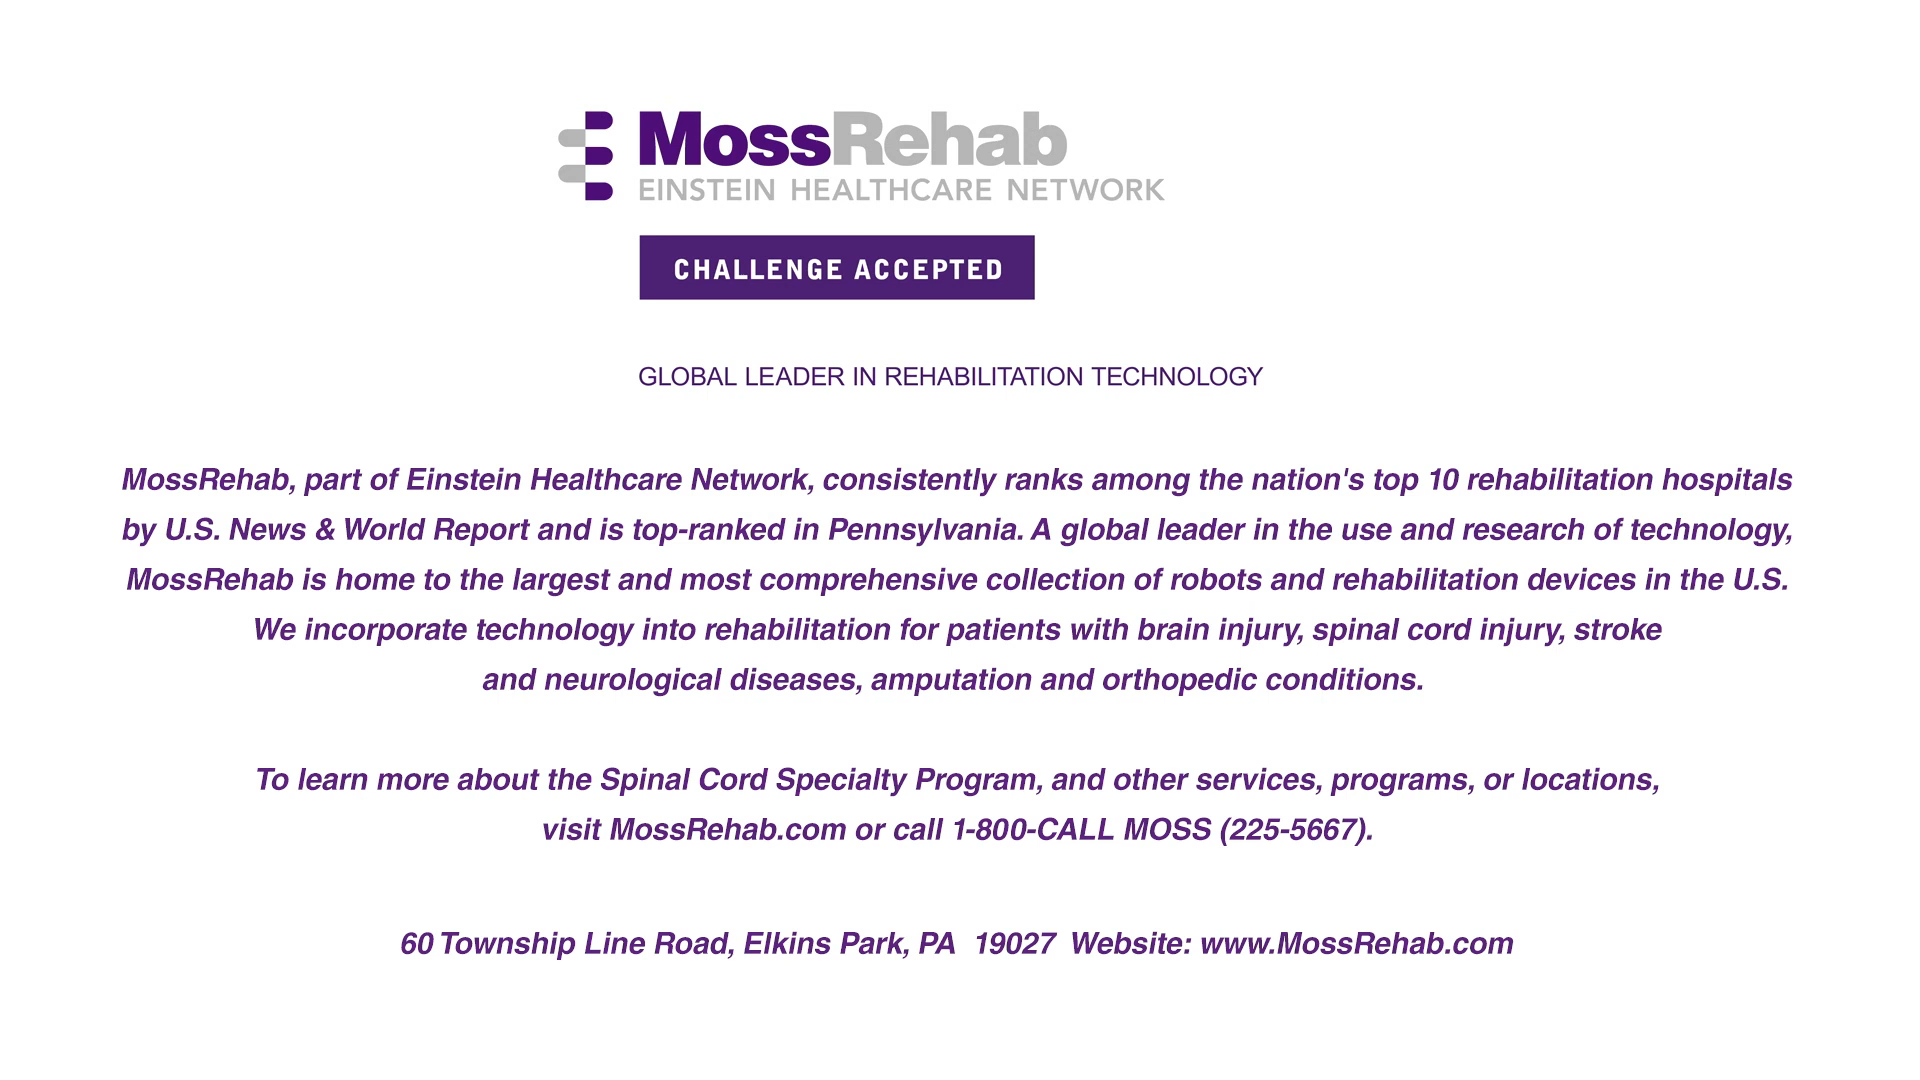 MossRehab
EINSTEIN HEALTHCARE NETWORK
CHALLENGE ACCEPTED
GLOBAL LEADER IN REHABILITATION TECHNOLOGY
MossRehab, part of Einstein Healthcare Network, consistently ranks among the nation's top 10 rehabilitation hospitals
by U.S. News & World Report and is top-ranked in Pennsylvania. A global leader in the use and research of technology,
MossRehab is home to the largest and most comprehensive collection of robots and rehabilitation devices in the U.S.
We incorporate technology into rehabilitation for patients with brain injury, spinal cord injury, stroke
and neurological diseases, amputation and orthopedic conditions.
To learn more about the Spinal Cord Specialty Program, and other services, programs, or locations,
visit MossRehab.com or call 1-800-CALL MOSS (225-5667).
60 Township Line Road, Elkins Park, PA 19027 Website: www.MossRehab.com